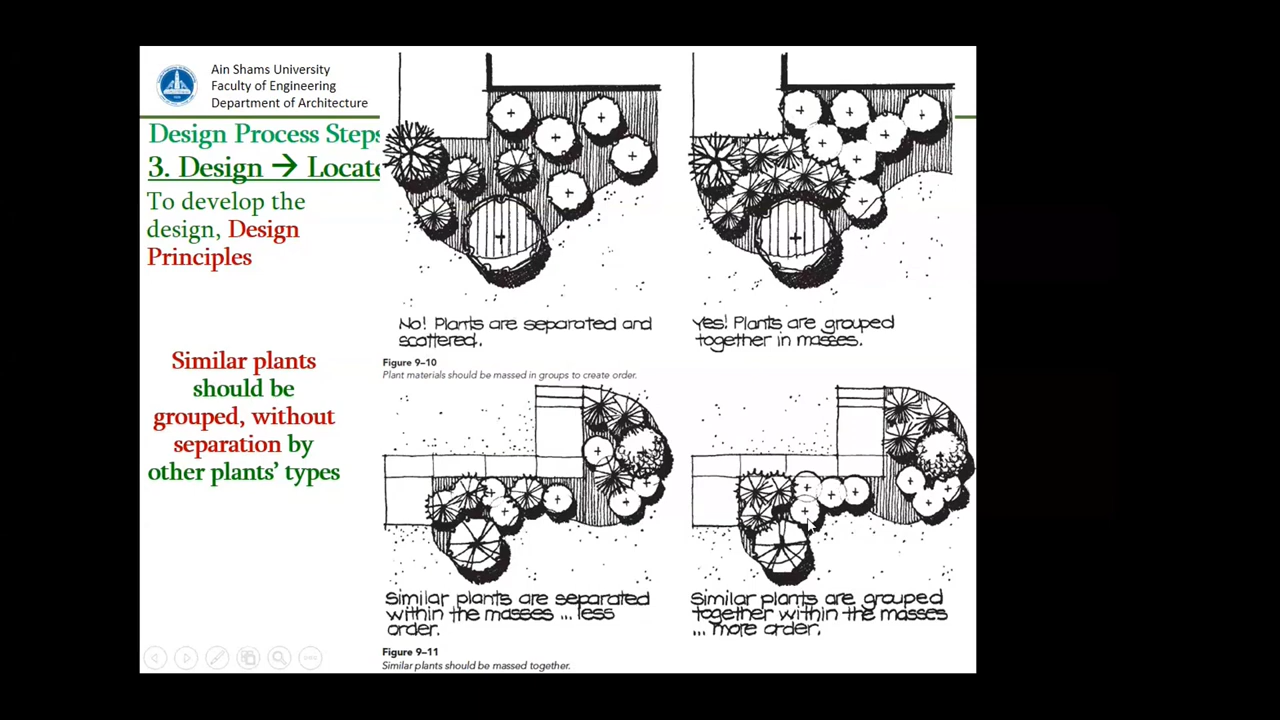 Ain Shams University
Faculty of Engineering
Department of Architecture
Design Process Steps
3. Design → Locate
To develop the
design, Design
Principles
Similar plants
should be
grouped, without
separation by
other plants' types
No! Plants are separated and
scattered.
Yes! Plants are grouped
together in masses.
Figure 9–10
Plant materials should be massed in groups to create order.
Similar plants are separated
within the masses ... less
order.
Similar plants are grouped
together within the masses
... more order.
Figure 9–11
Similar plants should be massed together.